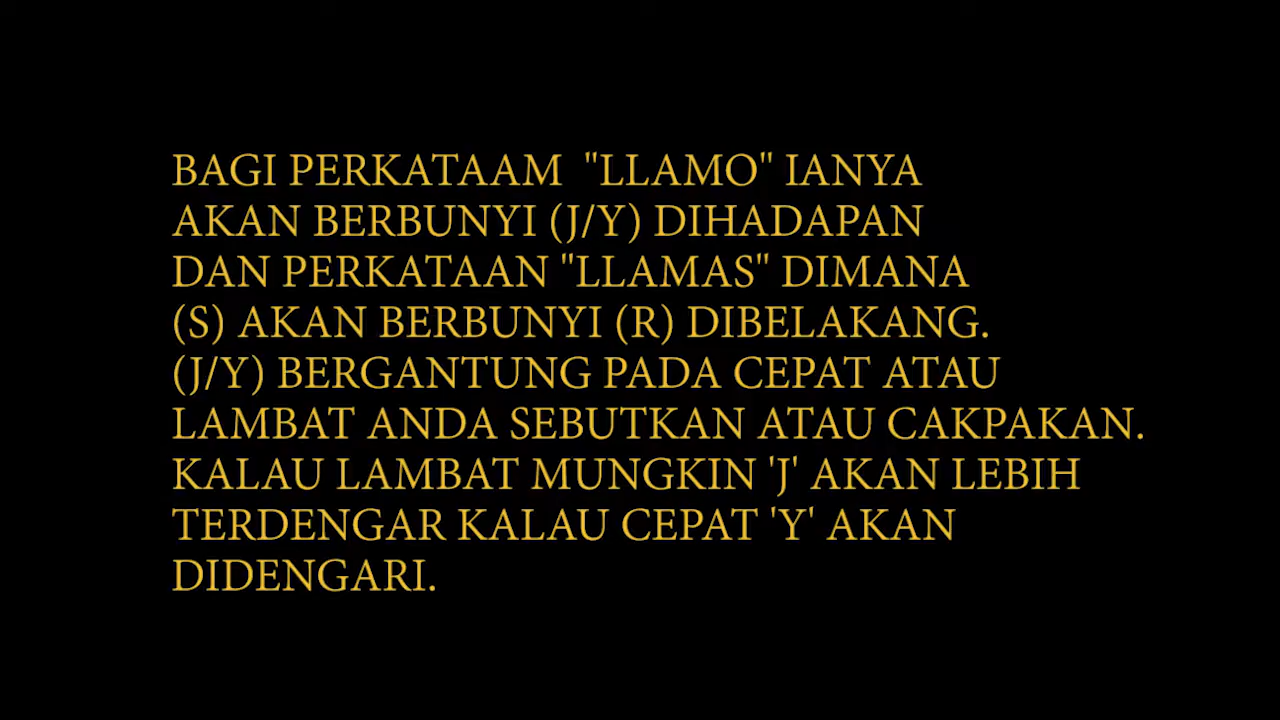 BAGI PERKATAAM "LLAMO" IANYA
AKAN BERBUNYI (J/Y) DIHADAPAN
DAN PERKATAAN "LLAMAS" DIMANA
(S) AKAN BERBUNYI (R) DIBELAKANG.
(J/Y) BERGANTUNG PADA CEPAT ATAU
LAMBAT ANDA SEBUTKAN ATAU CAKPAKAN.
KALAU LAMBAT MUNGKIN 'J' AKAN LEBIH
TERDENGAR KALAU CEPAT 'Y' AKAN
DIDENGARI.